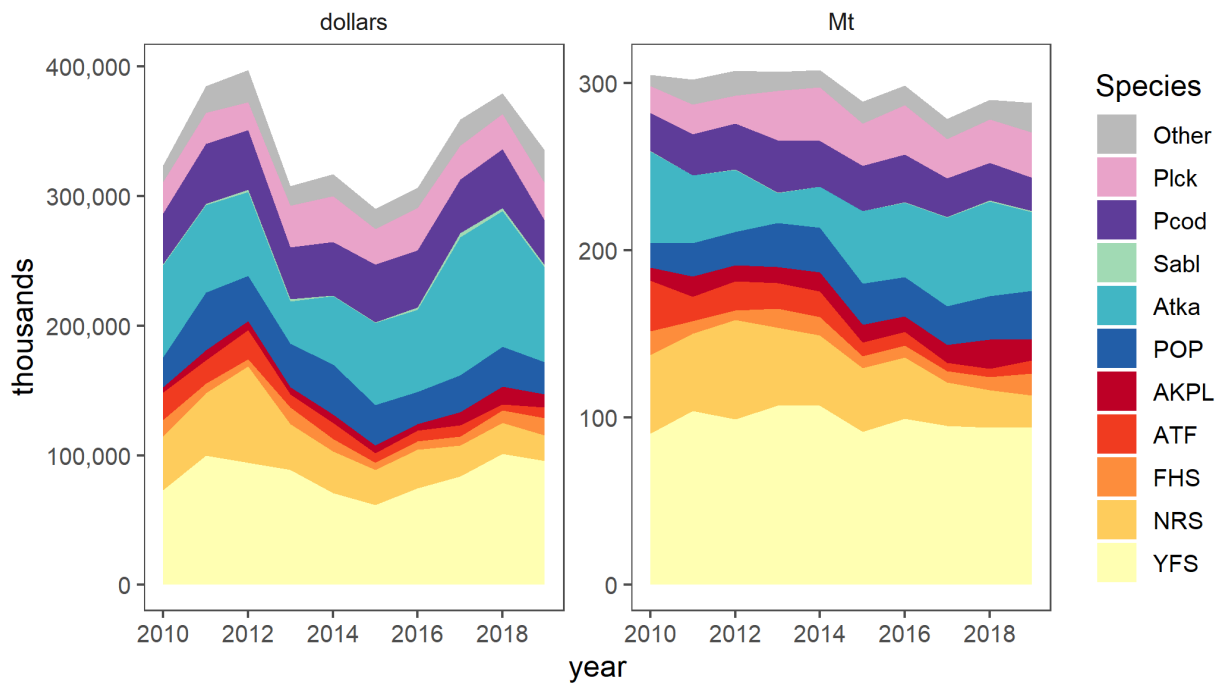 dollars
Mt
400,000
300,000
200,000
100,000
0
300
200
100
0
thousands
2010 2012 2014 2016 2018
2010 2012 2014 2016 2018
year
Species
Other
Plck
Pcod
Sabl
Atka
POP
AKPL
ATF
FHS
NRS
YFS